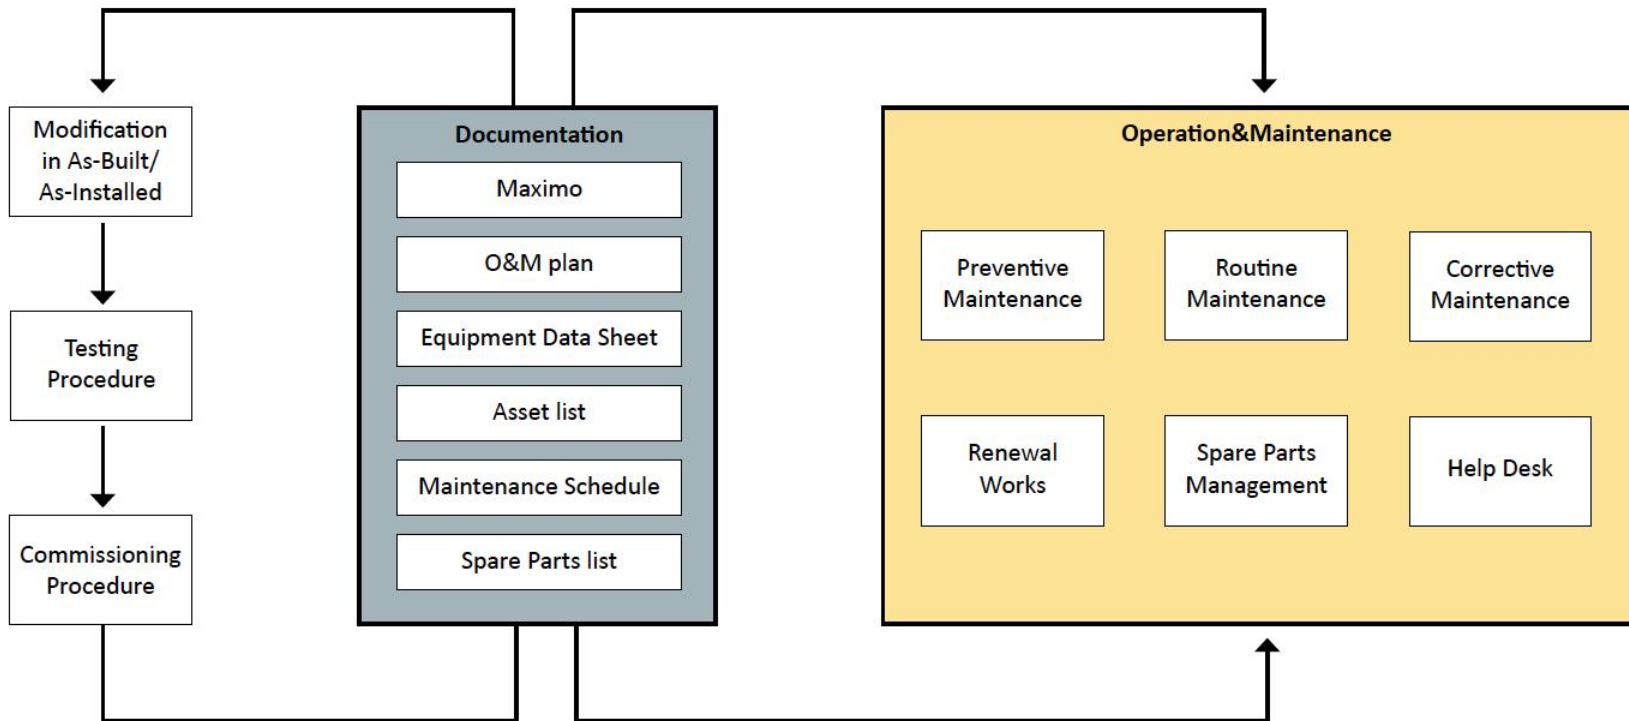 Modification
in As-Built/
As-Installed
Testing
Procedure
Commissioning
Procedure
Documentation
Maximo
O&M plan
Equipment Data Sheet
Asset list
Maintenance Schedule
Spare Parts list
Operation&Maintenance
Preventive
Maintenance
Routine
Maintenance
Corrective
Maintenance
Renewal
Works
Spare Parts
Management
Help Desk